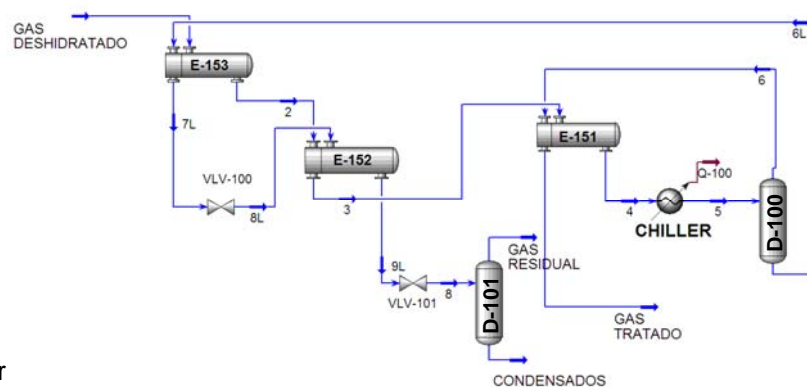 GAS
DESHIDRATADO
6L
E-153
2
6
7L
E-151
E-152
VLV-100
8L
3
Q-100
4
5
CHILLER
D-100
GAS
RESIDUAL
9L
8
VLV-101
D-101
GAS
TRATADO
CONDENSADOS
r